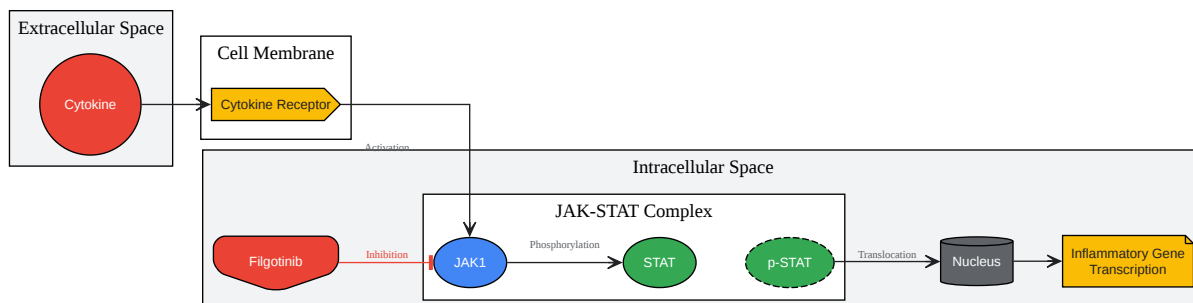 Extracellular Space
Cytokine
Cell Membrane
Cytokine Receptor
Activation
Intracellular Space
JAK-STAT Complex
Filgotinib
Inhibition
JAK1
Phosphorylation
STAT
p-STAT
Translocation
Nucleus
Inflammatory Gene
Transcription